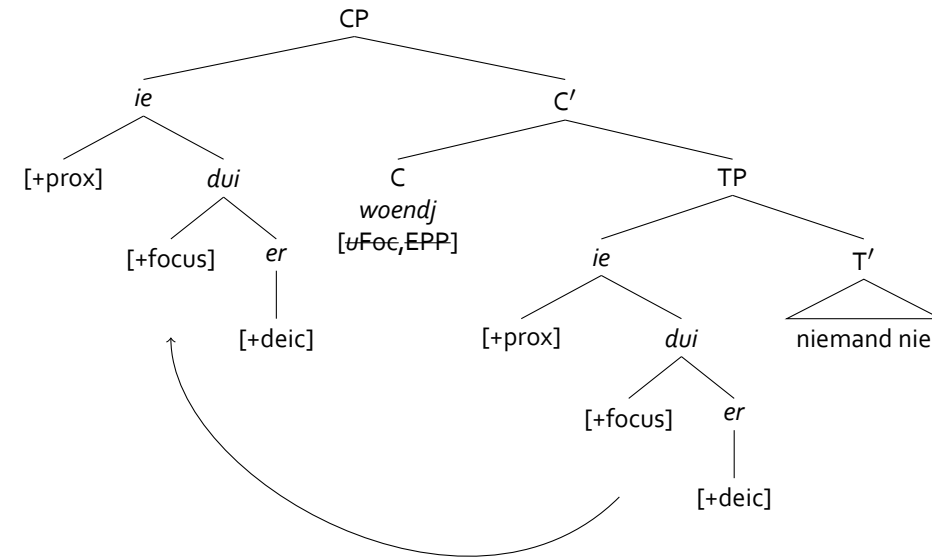 CP
ie C′
[+prox] dui C TP
woendj
[+focus] er [uFoc,EPP] ie T′
[+deic] [+prox] dui niemand nie
[+focus] er
[+deic]